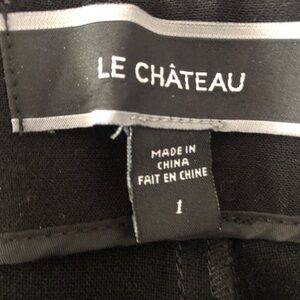 LE CHÂTEAU
MADE IN
CHINA
FAIT EN CHINE
1